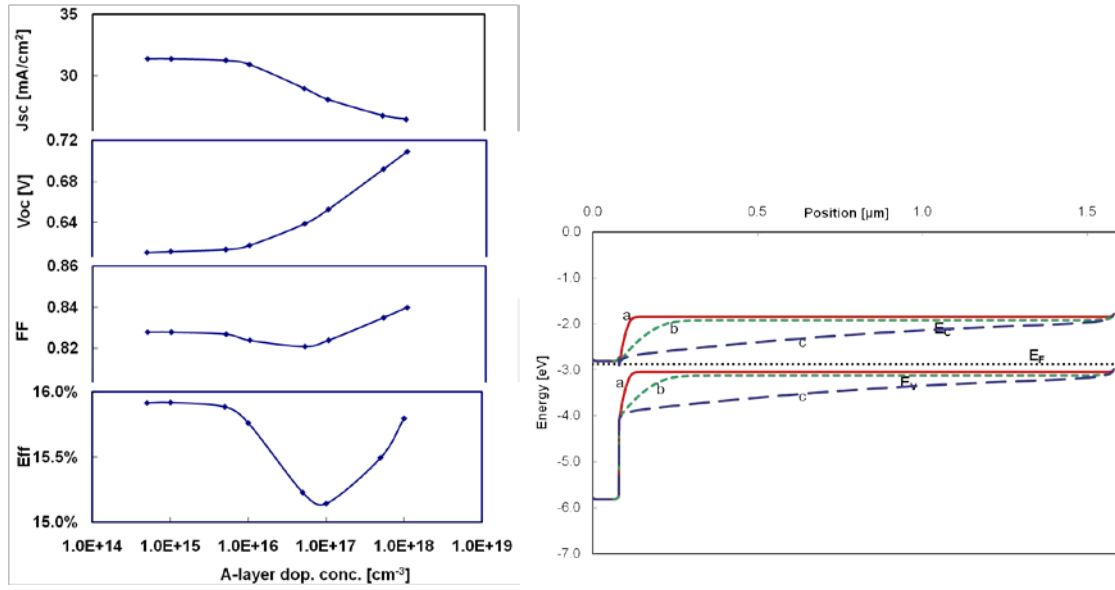 35
30
Jsc [mA/cm²]
0.72
0.68
0.64
Voc [V]
0.86
0.84
0.82
FF
16.0%
15.5%
15.0%
Eff
1.0E+14 1.0E+15 1.0E+16 1.0E+17 1.0E+18 1.0E+19
A-layer dop. conc. [cm⁻³]
Position [µm]
0.0 0.5 1.0 1.5
0.0
-1.0
-2.0
-3.0
-4.0
-5.0
-6.0
-7.0
Energy [eV]
a
b
c
E_C
E_F
a
b
c
E_V